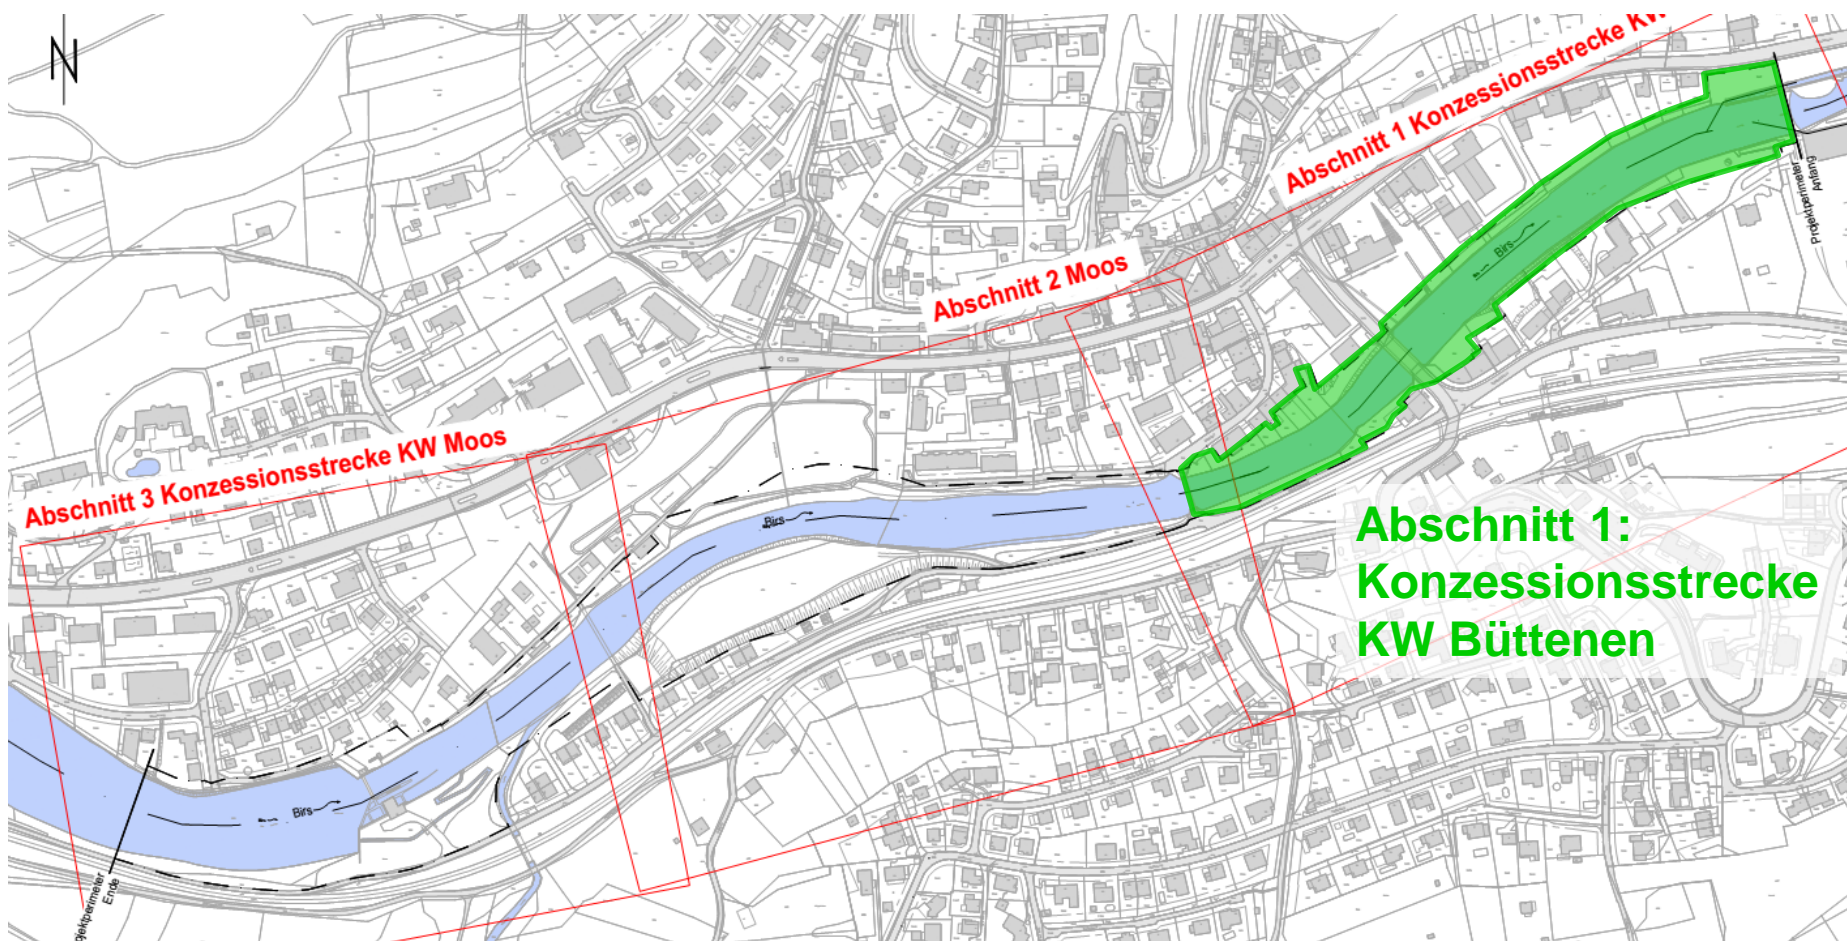 N
Abschnitt 1 Konzessionsstrecke KW
Abschnitt 2 Moos
Abschnitt 3 Konzessionsstrecke KW Moos
Projektperimeter
Anfang
Birs
Birs
Birs
Abschnitt 1:
Konzessionsstrecke
KW Büttenen
Ende